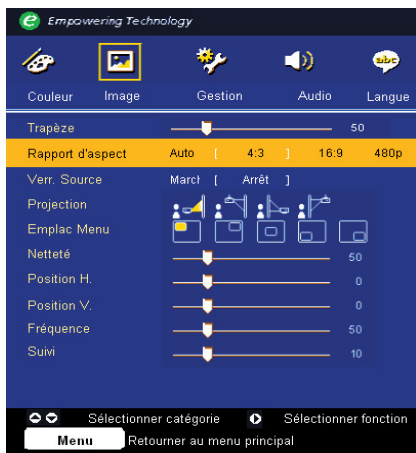 e Empowering Technology
abc
Couleur Image Gestion Audio Langue
Trapèze 50
Rapport d'aspect Auto [ 4:3 ] 16:9 480p
Verr. Source March [ Arrêt ]
Projection
Emplac Menu
Netteté 50
Position H. 0
Position V. 0
Fréquence 50
Suivi 10
Sélectionner catégorie Sélectionner fonction
Menu Retourner au menu principal